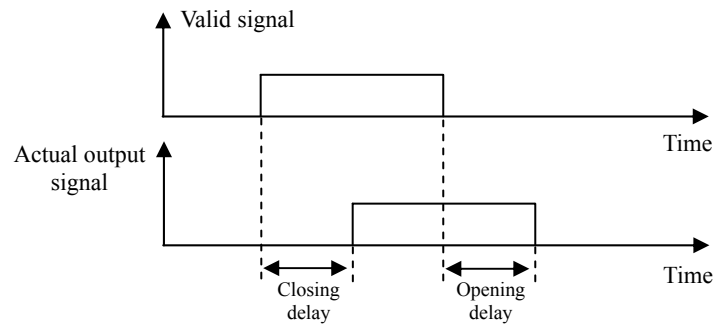 Valid signal
Time
Actual output
signal
Time
Closing
delay
Opening
delay